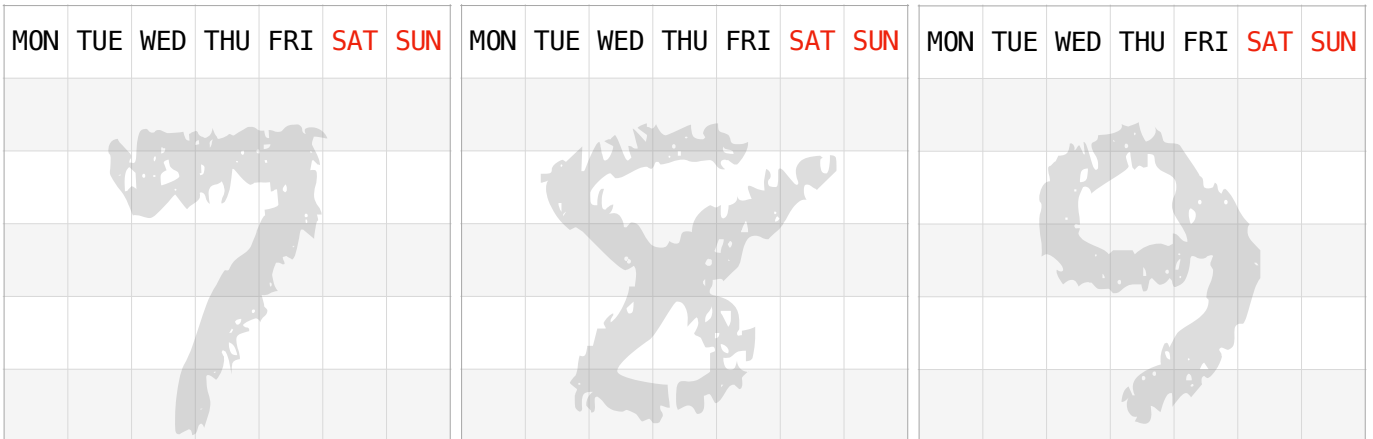 MON TUE WED THU FRI SAT SUN MON TUE WED THU FRI SAT SUN MON TUE WED THU FRI SAT SUN
7 8 9